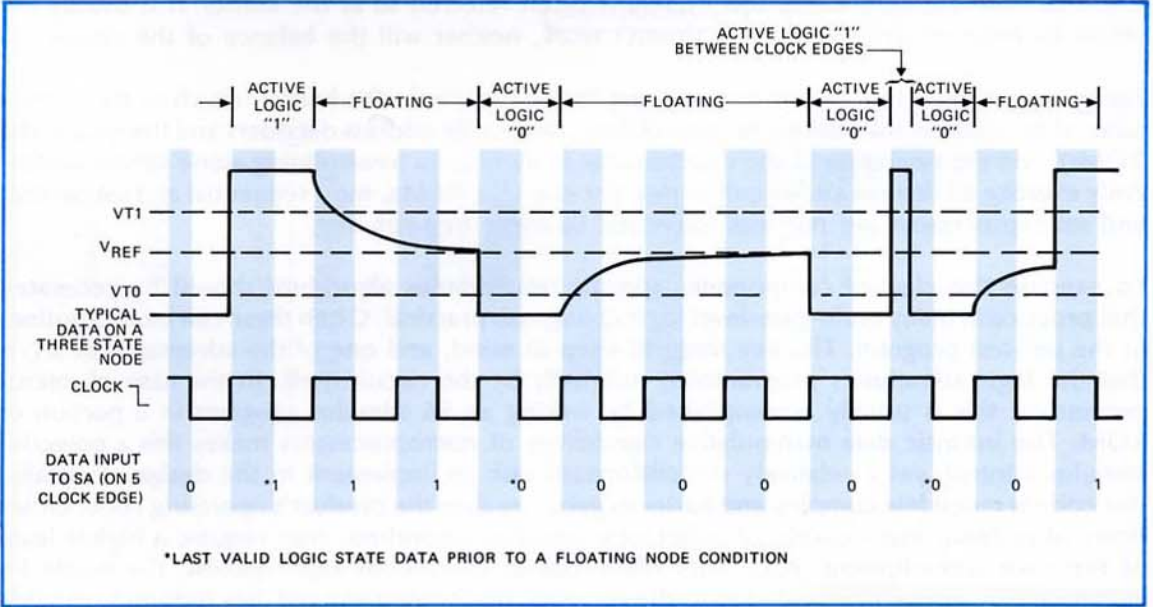 ACTIVE LOGIC "1"
BETWEEN CLOCK EDGES
ACTIVE
LOGIC
"1"
FLOATING
ACTIVE
LOGIC
"0"
FLOATING
ACTIVE
LOGIC
"0"
ACTIVE
LOGIC
"0"
FLOATING
VT1
VREF
VT0
TYPICAL
DATA ON A
THREE STATE
NODE
CLOCK
DATA INPUT
TO SA (ON 5
CLOCK EDGE)
0 *1 1 1 *0 0 0 0 0 *0 0 1
*LAST VALID LOGIC STATE DATA PRIOR TO A FLOATING NODE CONDITION